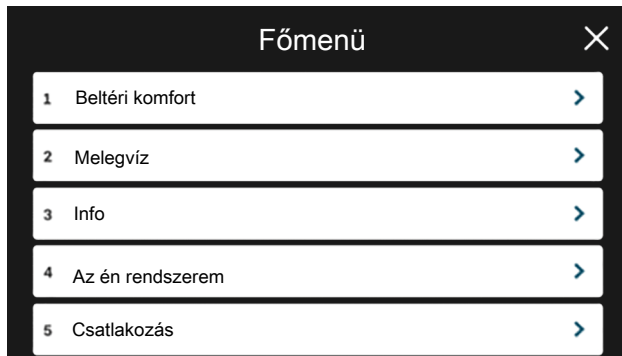 Főmenü
1 Beltéri komfort
2 Melegvíz
3 Info
4 Az én rendszerem
5 Csatlakozás